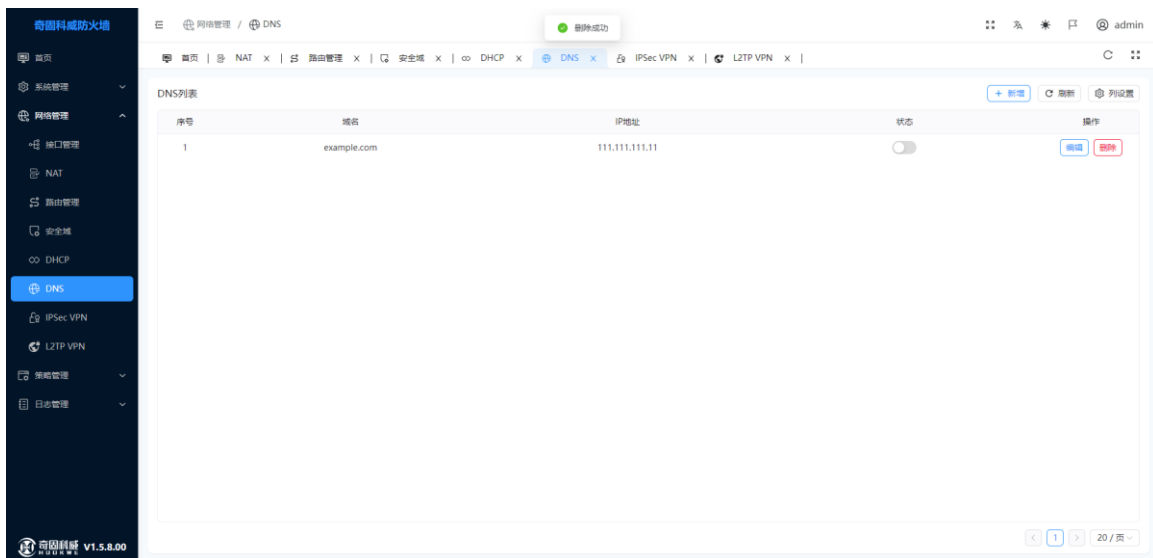 奇固科威防火墙
网络管理 / DNS
删除成功
admin
首页
系统管理
网络管理
接口管理
NAT
路由管理
安全域
DHCP
DNS
IPSec VPN
L2TP VPN
策略管理
日志管理
奇固科威 V1.5.8.00
首页 | NAT x | 路由管理 x | 安全域 x | DHCP x DNS x IPSec VPN x | L2TP VPN x |
DNS列表
+ 新增 刷新 列设置
序号 域名 IP地址 状态 操作
1 example.com 111.111.111.11 编辑 删除
< 1 > 20 / 页